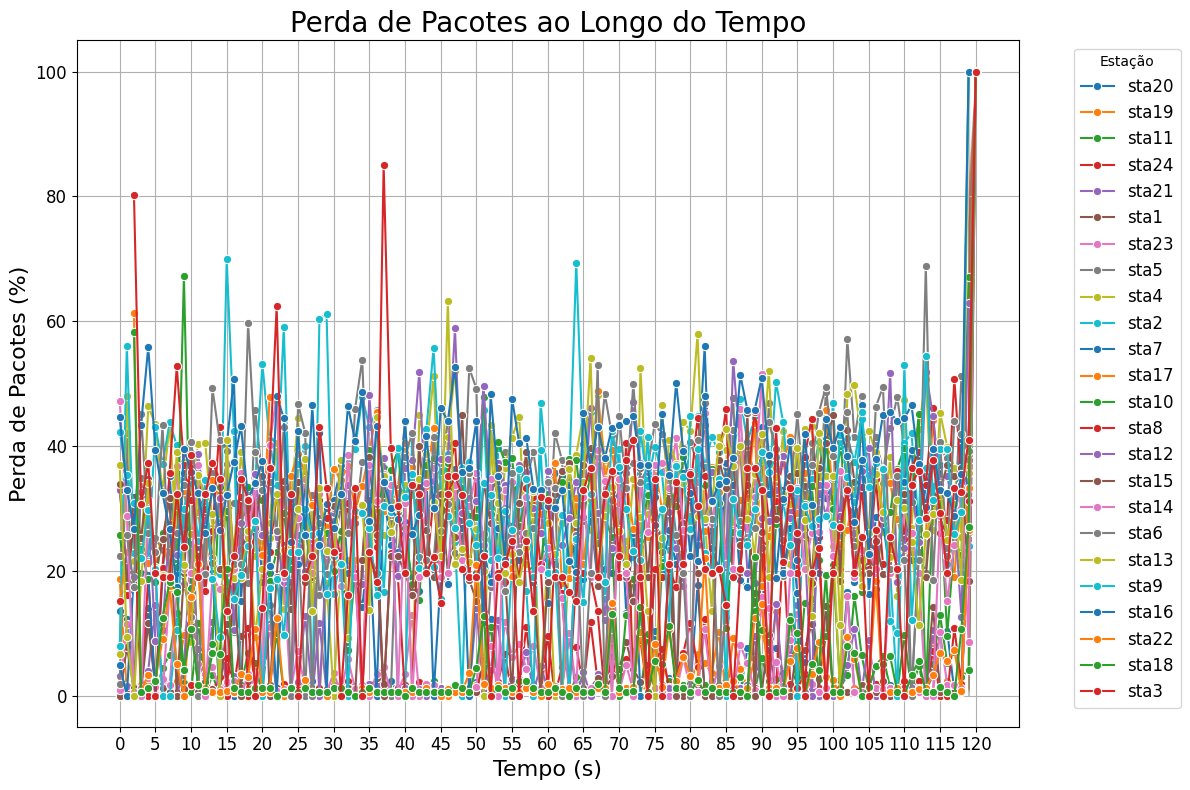 Perda de Pacotes ao Longo do Tempo
Perda de Pacotes (%)
100
80
60
40
20
0
0 5 10 15 20 25 30 35 40 45 50 55 60 65 70 75 80 85 90 95 100 105 110 115 120
Tempo (s)
Estação
sta20
sta19
sta11
sta24
sta21
sta1
sta23
sta5
sta4
sta2
sta7
sta17
sta10
sta8
sta12
sta15
sta14
sta6
sta13
sta9
sta16
sta22
sta18
sta3